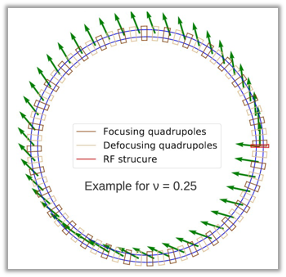 Focusing quadrupoles
Defocusing quadrupoles
RF strucure
Example for ν = 0.25